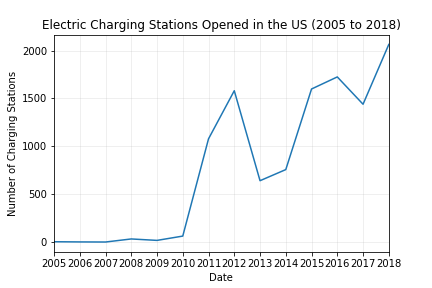 Electric Charging Stations Opened in the US (2005 to 2018)
2000
1500
1000
500
0
Number of Charging Stations
2005 2006 2007 2008 2009 2010 2011 2012 2013 2014 2015 2016 2017 2018
Date